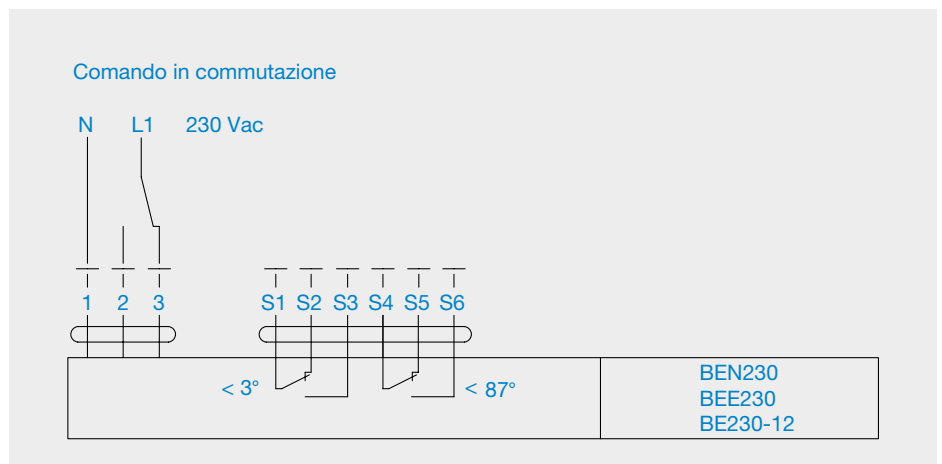 Comando in commutazione
N L1 230 Vac
1 2 3 S1 S2 S3 S4 S5 S6
< 3° < 87°
BEN230
BEE230
BE230-12